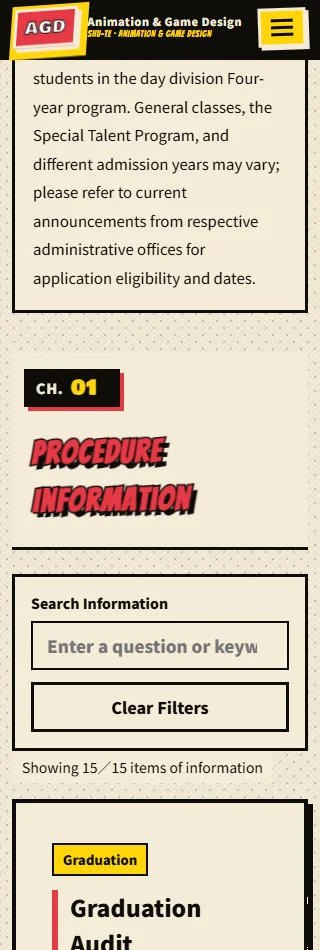 AGD
Animation & Game Design
SHU-TE · ANIMATION & GAME DESIGN
students in the day division Four-
year program. General classes, the
Special Talent Program, and
different admission years may vary;
please refer to current
announcements from respective
administrative offices for
application eligibility and dates.
CH. 01
PROCEDURE
INFORMATION
Search Information
Enter a question or keyw
Clear Filters
Showing 15／15 items of information
Graduation
Graduation
Audit